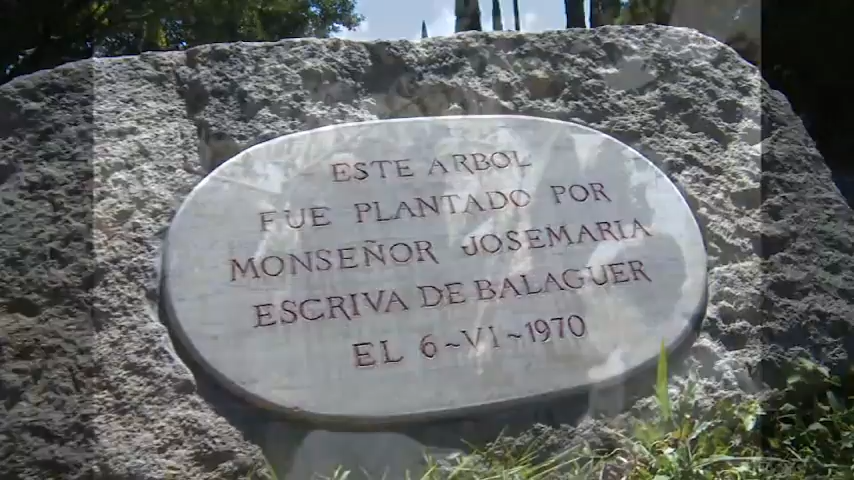 ESTE ARBOL
FUE PLANTADO POR
MONSEÑOR JOSEMARIA
ESCRIVA DE BALAGUER
EL 6~VI~1970